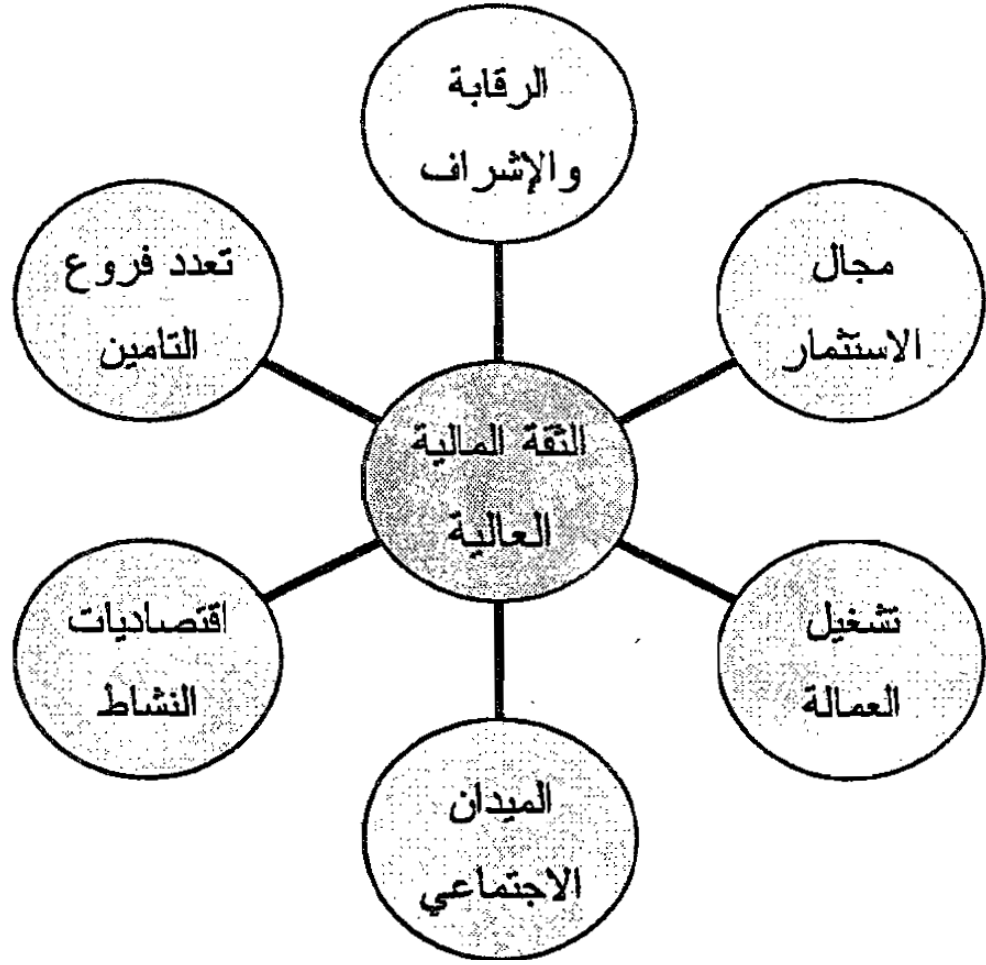 الرقابة
والإشراف
مجال
الاستثمار
تعدد فروع
التامين
الثقة المالية
العالية
تشغيل
العمالة
اقتصاديات
النشاط
الميدان
الاجتماعي